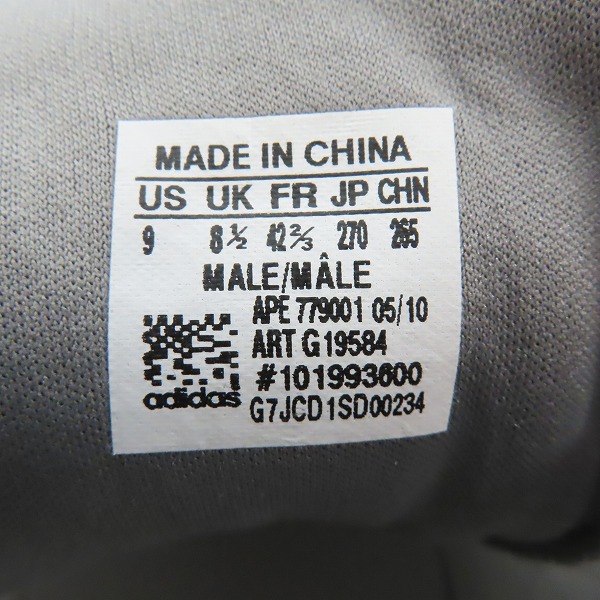 MADE IN CHINA
US UK FR JP CHN
9 8½ 42⅔ 270 265
MALE/MÂLE
APE 779001 05/10
ART G19584
#101993600
adidas G7JCD1SD00234